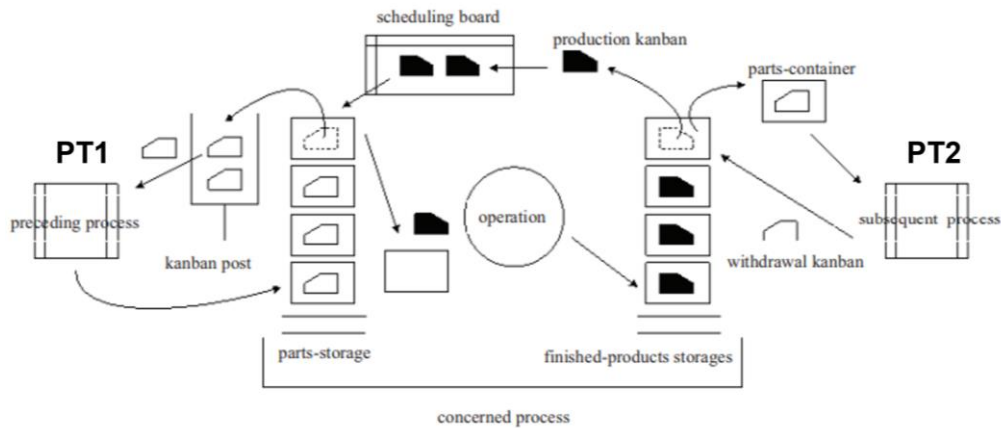 scheduling board
production kanban
parts-container
PT1
PT2
preceding process
operation
subsequent process
kanban post
withdrawal kanban
parts-storage
finished-products storages
concerned process